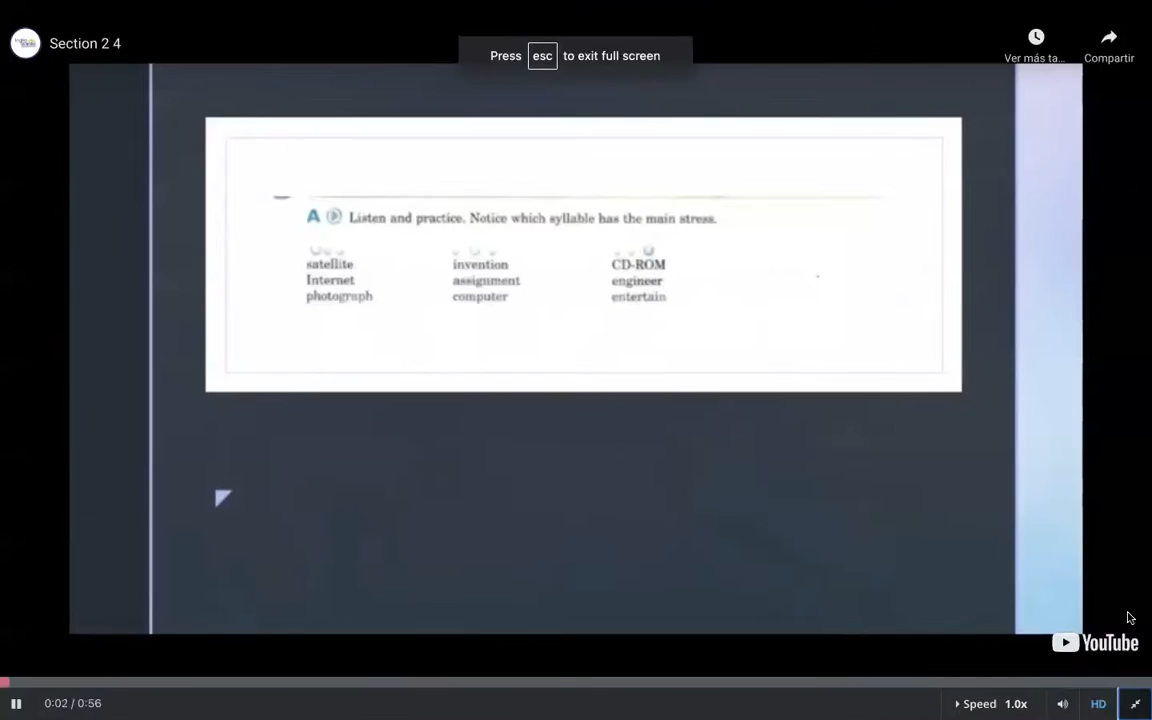 Section 2 4
Press esc to exit full screen
Ver más ta...
Compartir
A Listen and practice. Notice which syllable has the main stress.
satellite invention CD-ROM
Internet assignment engineer
photograph computer entertain
YouTube
0:02 / 0:56
Speed 1.0x
HD